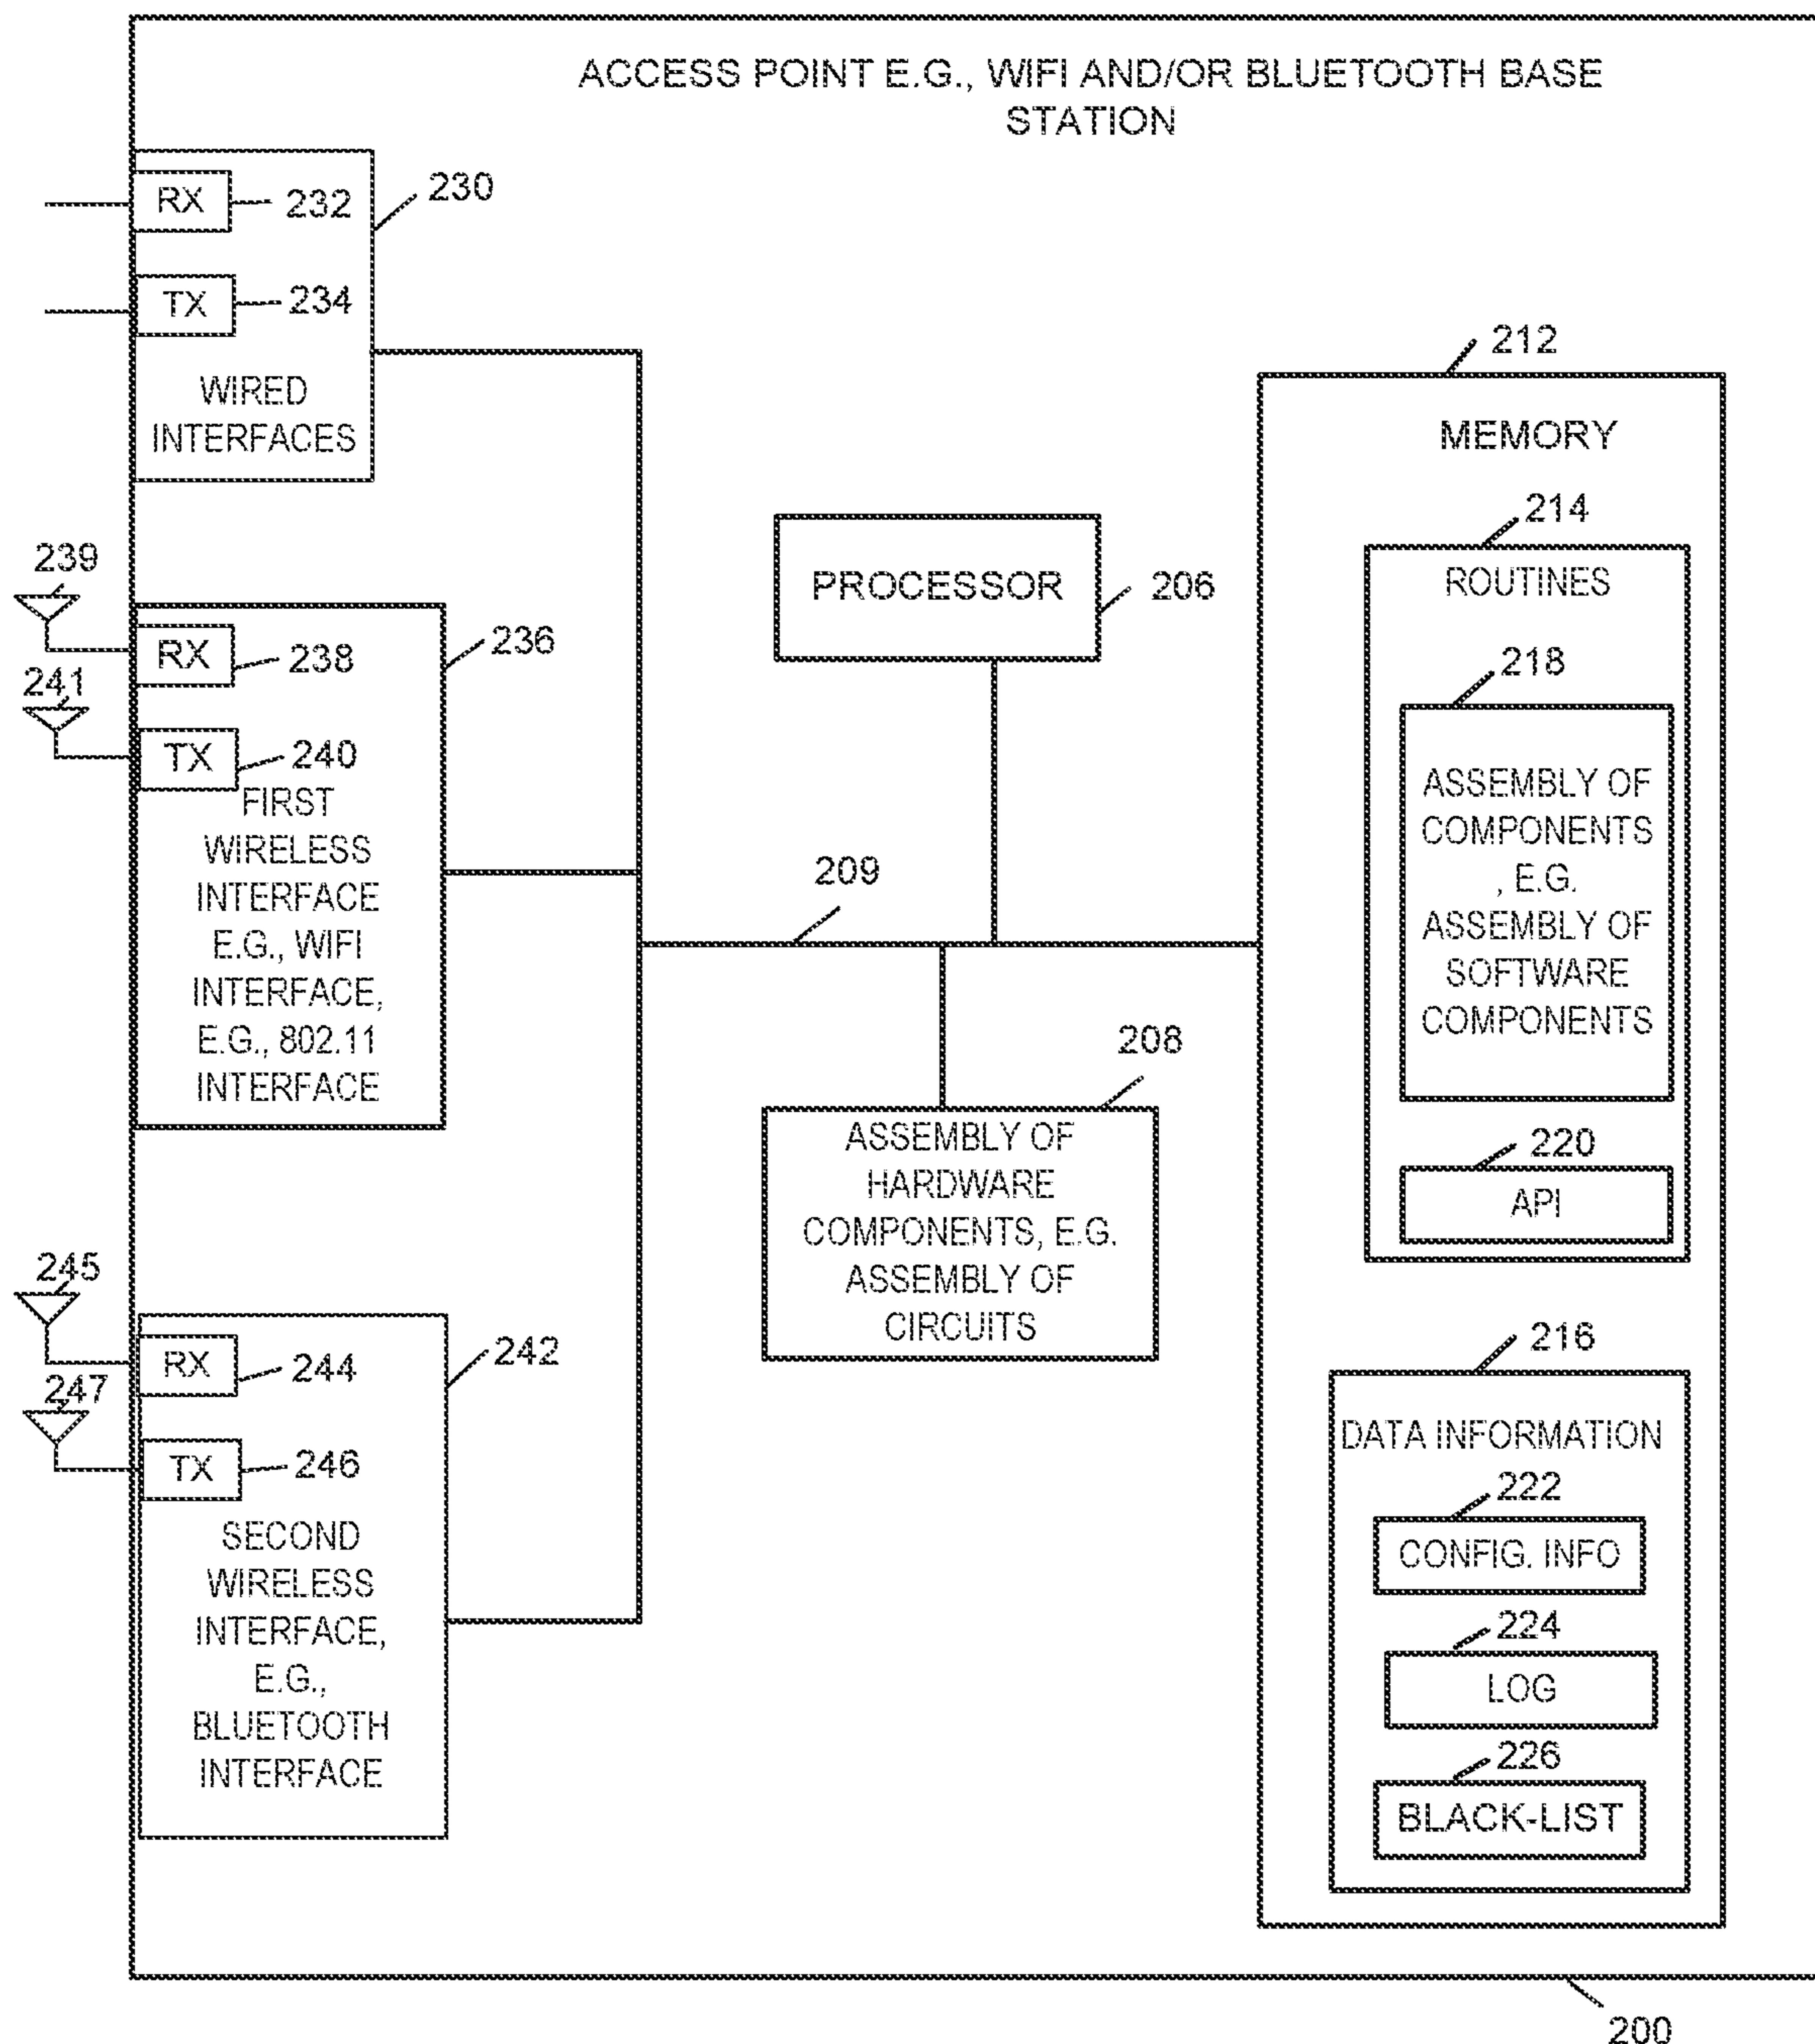 ACCESS POINT E.G., WIFI AND/OR BLUETOOTH BASE
STATION
RX
232
230
TX
234
WIRED
INTERFACES
239
RX
238
236
241
TX
240
FIRST
WIRELESS
INTERFACE
E.G., WIFI
INTERFACE,
E.G., 802.11
INTERFACE
245
RX
244
242
247
TX
246
SECOND
WIRELESS
INTERFACE,
E.G.,
BLUETOOTH
INTERFACE
PROCESSOR
206
209
208
ASSEMBLY OF
HARDWARE
COMPONENTS, E.G.
ASSEMBLY OF
CIRCUITS
212
MEMORY
214
ROUTINES
218
ASSEMBLY OF
COMPONENTS
, E.G.
ASSEMBLY OF
SOFTWARE
COMPONENTS
220
API
216
DATA INFORMATION
222
CONFIG. INFO
224
LOG
226
BLACK-LIST
200